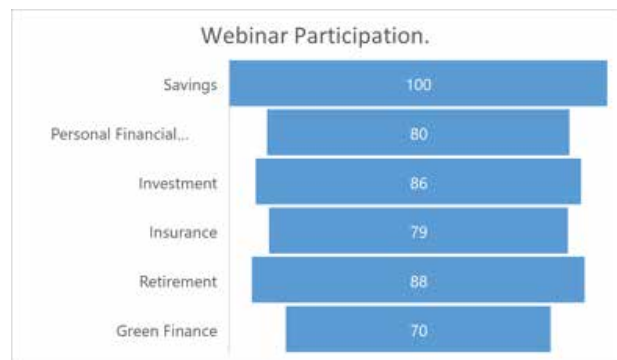 Webinar Participation.
Savings 100
Personal Financial... 80
Investment 86
Insurance 79
Retirement 88
Green Finance 70